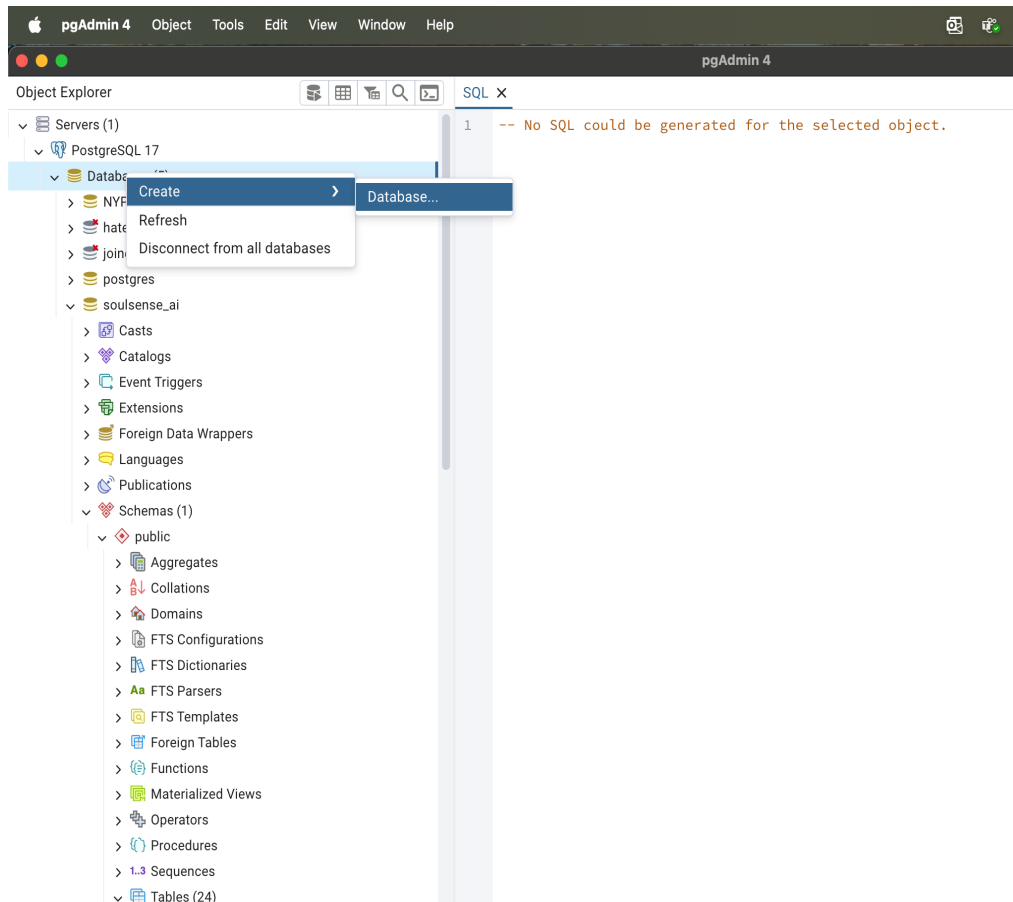 pgAdmin 4 Object Tools Edit View Window Help
pgAdmin 4
Object Explorer
SQL
Servers (1)
1 -- No SQL could be generated for the selected object.
PostgreSQL 17
Create
Database...
Refresh
Disconnect from all databases
postgres
soulsense_ai
Casts
Catalogs
Event Triggers
Extensions
Foreign Data Wrappers
Languages
Publications
Schemas (1)
public
Aggregates
Collations
Domains
FTS Configurations
FTS Dictionaries
Aa FTS Parsers
FTS Templates
Foreign Tables
Functions
Materialized Views
Operators
Procedures
1..3 Sequences
Tables (24)